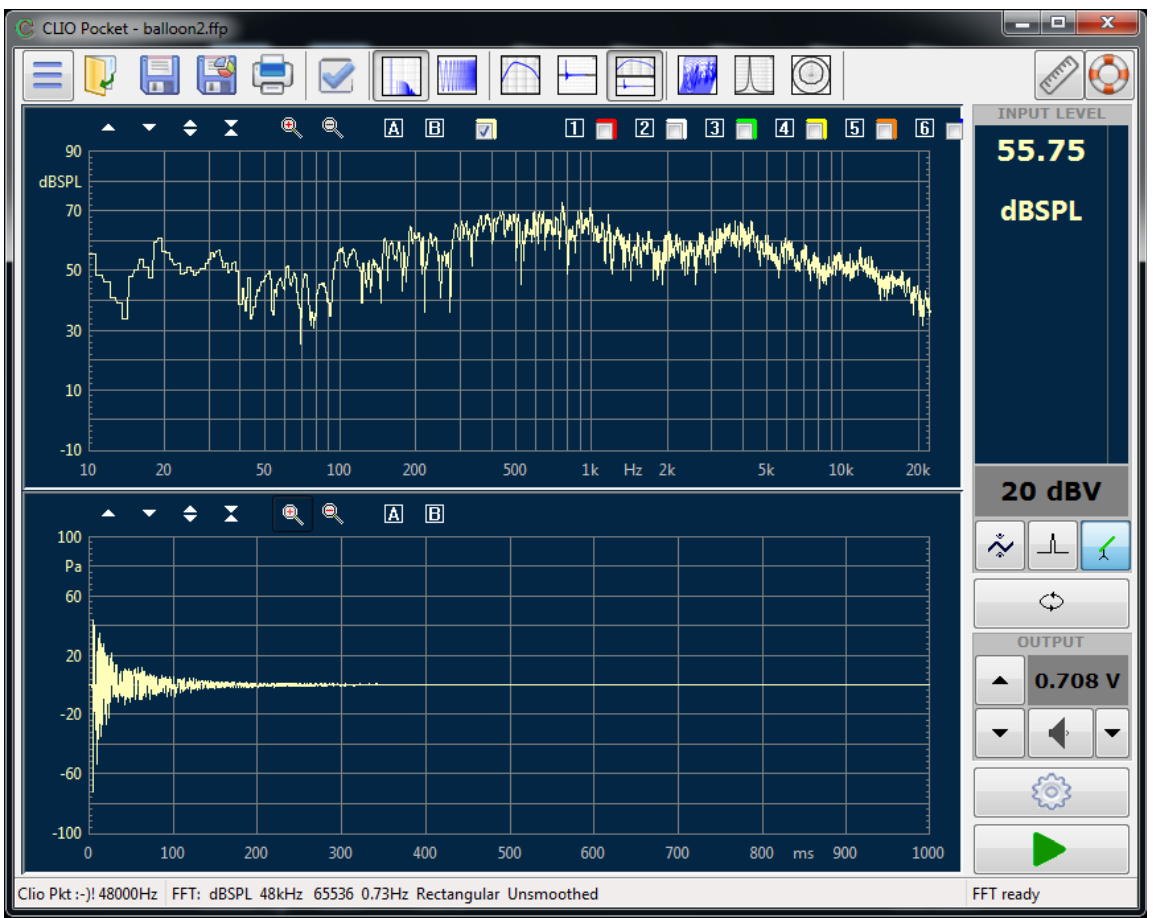 CLIO Pocket - balloon2.ffp
INPUT LEVEL
55.75
dBSPL
A B 1 2 3 4 5 6
90
dBSPL
70
50
30
10
-10
10 20 50 100 200 500 1k Hz 2k 5k 10k 20k
20 dBV
A B
100
Pa
60
20
-20
-60
-100
0 100 200 300 400 500 600 700 800 ms 900 1000
OUTPUT
0.708 V
Clio Pkt :-)! 48000Hz FFT: dBSPL 48kHz 65536 0.73Hz Rectangular Unsmoothed FFT ready